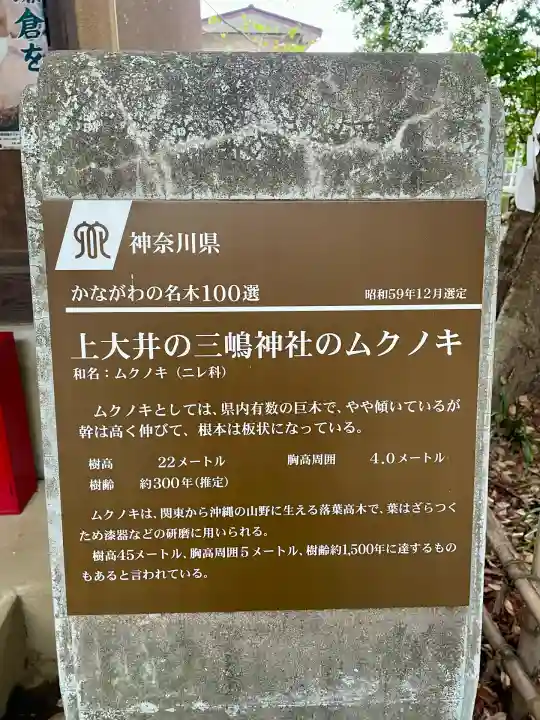 倉を
神奈川県
かながわの名木100選 昭和59年12月選定
上大井の三嶋神社のムクノキ
和名：ムクノキ（ニレ科）
ムクノキとしては、県内有数の巨木で、やや傾いているが
幹は高く伸びて、根本は板状になっている。
樹高 22メートル 胸高周囲 4.0メートル
樹齢 約300年（推定）
ムクノキは、関東から沖縄の山野に生える落葉高木で、葉はざらつく
ため漆器などの研磨に用いられる。
樹高45メートル、胸高周囲5メートル、樹齢約1,500年に達するもの
もあると言われている。